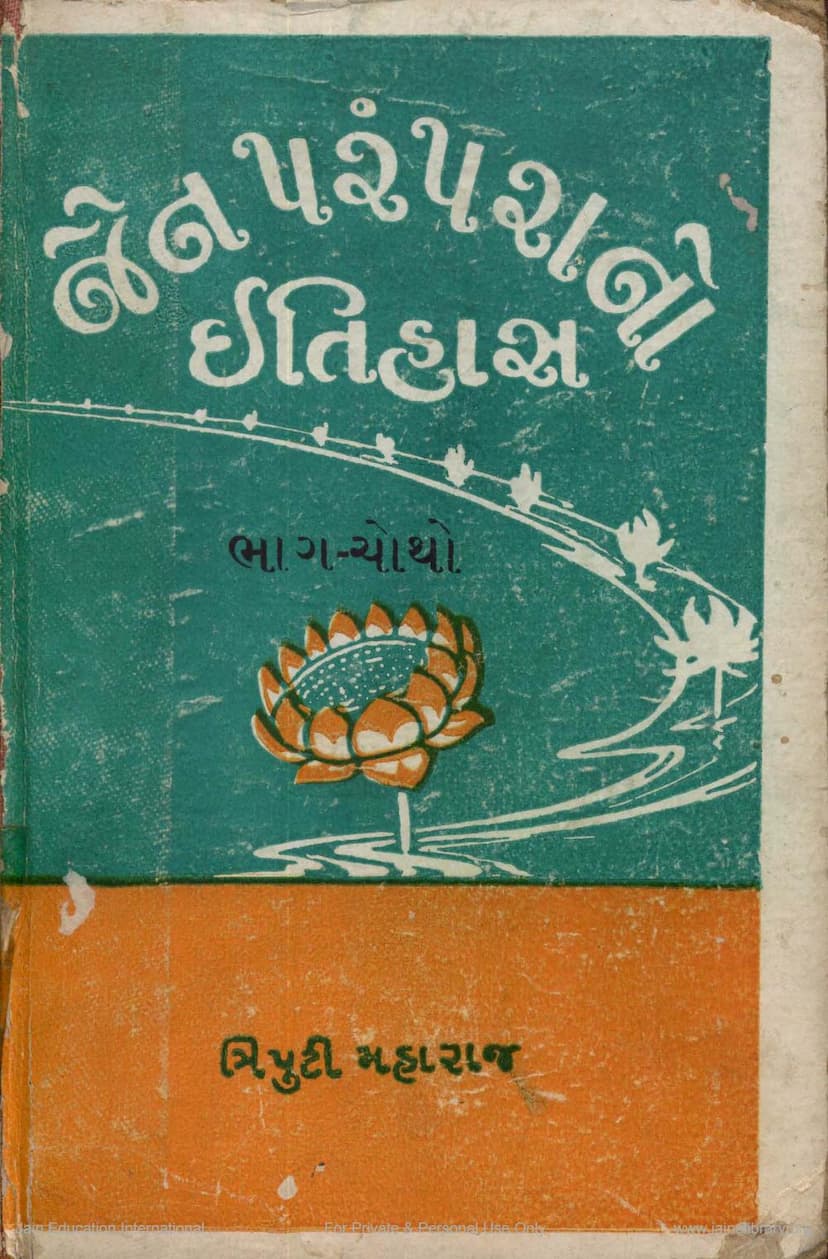 જૈન પરંપરાનો
ઈતિહાસ
ભાગ-ચોથો
ત્રિપુટી મહારાજ
Jain Education International
For Private & Personal Use Only
www.jainelibrary.org